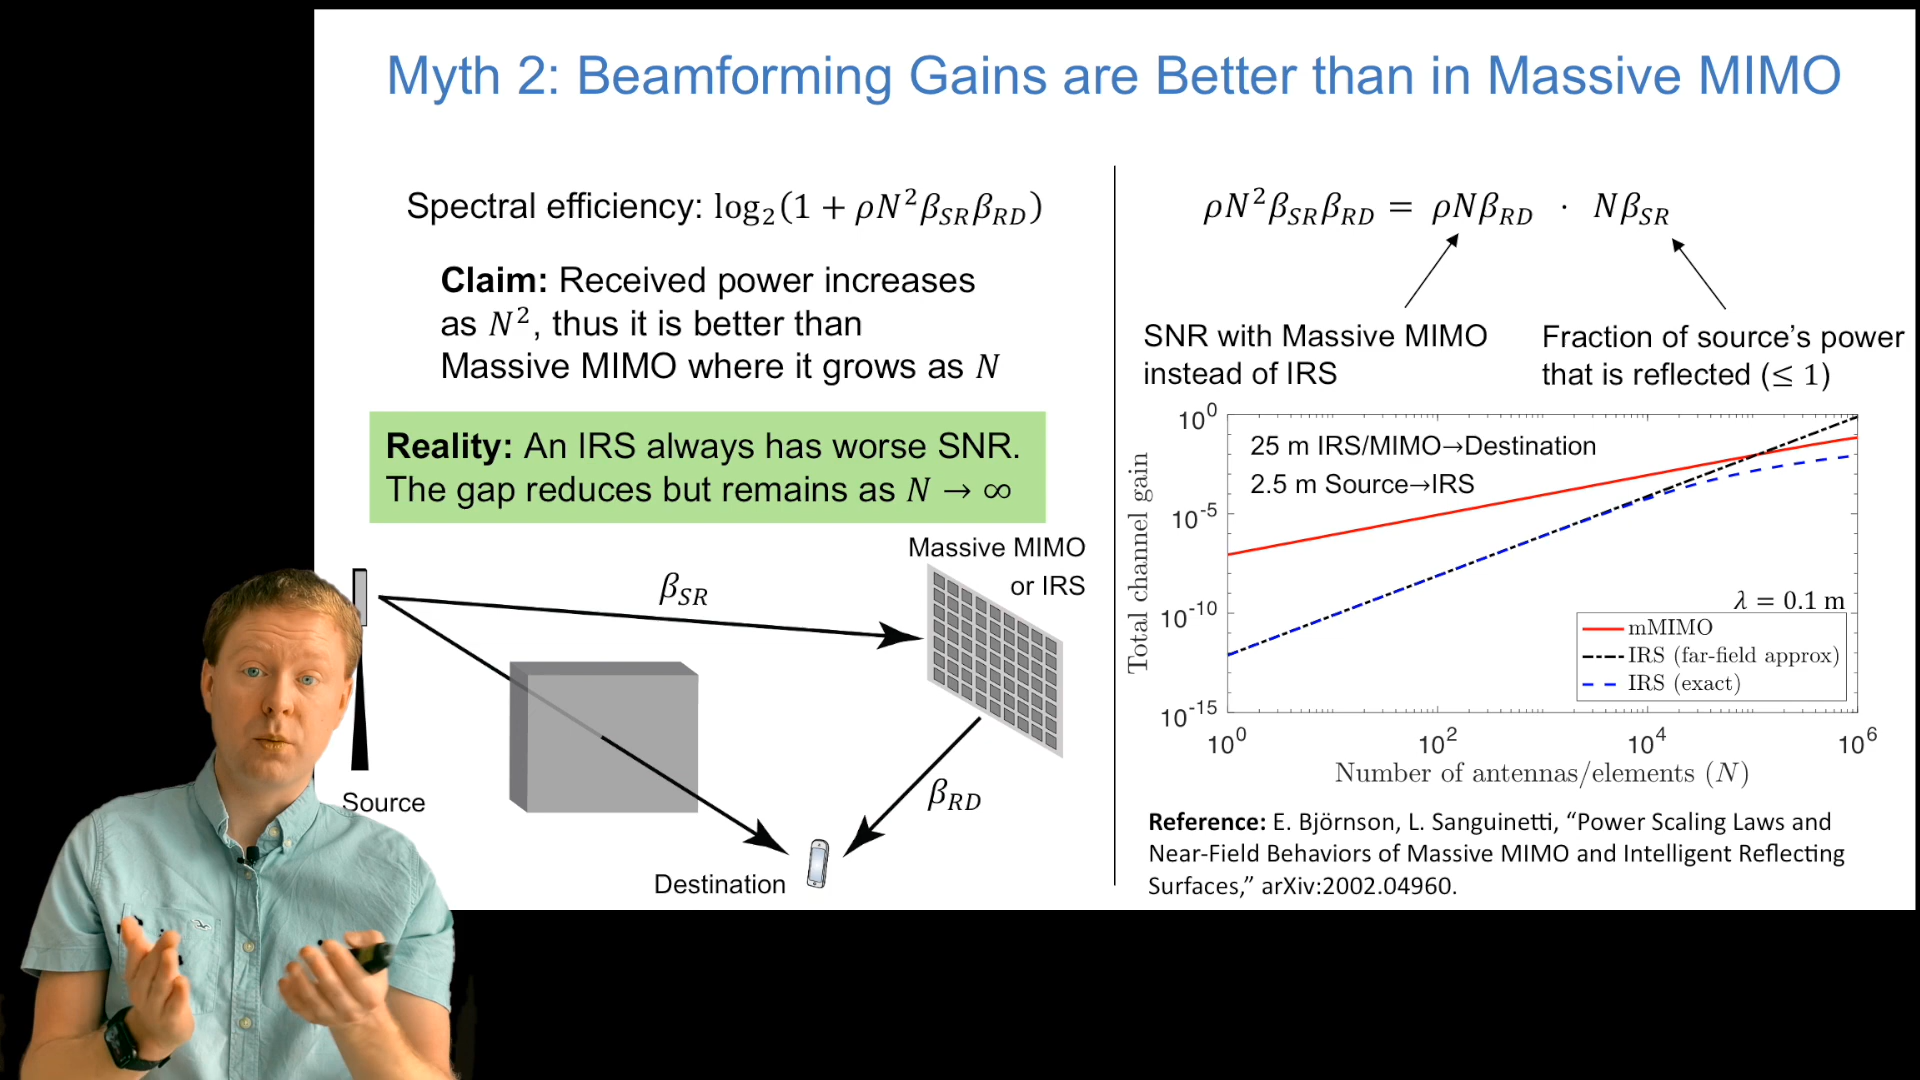 Myth 2: Beamforming Gains are Better than in Massive MIMO
Spectral efficiency: log₂(1 + ρN²β_SRβ_RD)
Claim: Received power increases
as N², thus it is better than
Massive MIMO where it grows as N
Reality: An IRS always has worse SNR.
The gap reduces but remains as N → ∞
Massive MIMO
or IRS
β_SR
β_RD
Source
Destination
ρN²β_SRβ_RD = ρNβ_RD · Nβ_SR
SNR with Massive MIMO
instead of IRS
Fraction of source’s power
that is reflected (≤ 1)
25 m IRS/MIMO→Destination
2.5 m Source→IRS
Total channel gain
10⁰
10⁻⁵
10⁻¹⁰
10⁻¹⁵
λ = 0.1 m
mMIMO
IRS (far-field approx)
IRS (exact)
10⁰ 10² 10⁴ 10⁶
Number of antennas/elements (N)
Reference: E. Björnson, L. Sanguinetti, “Power Scaling Laws and
Near-Field Behaviors of Massive MIMO and Intelligent Reflecting
Surfaces,” arXiv:2002.04960.